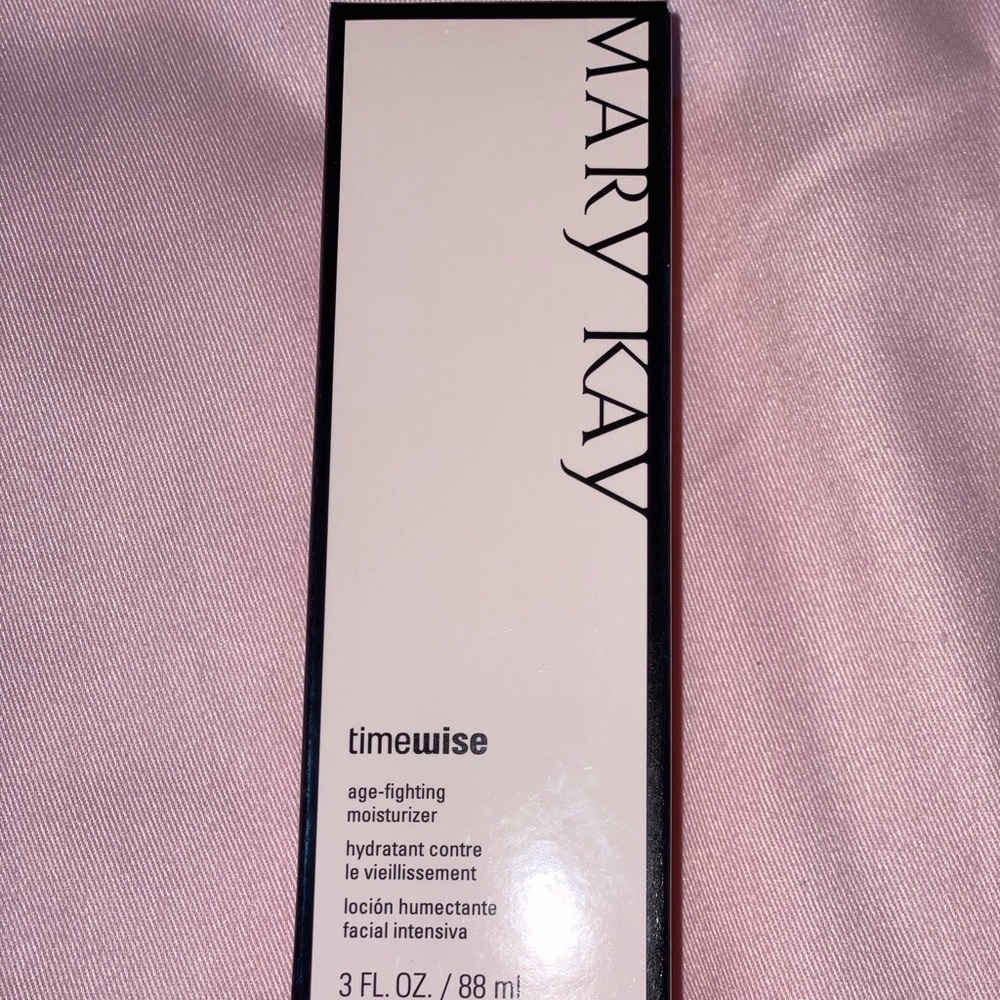 MARY KAY
timewise
age-fighting
moisturizer
hydratant contre
le vieillissement
loción humectante
facial intensiva
3 FL. OZ. / 88 ml